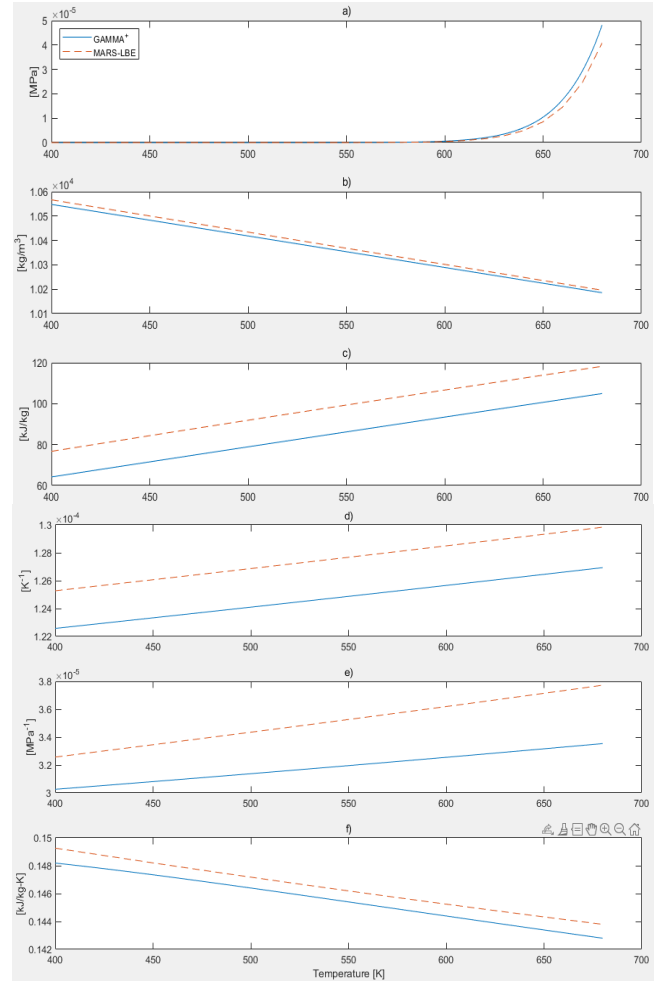 a)
×10-5
5
4
3
2
1
0
[MPa]
GAMMA+
MARS-LBE
400 450 500 550 600 650 700
b)
×104
1.06
1.05
1.04
1.03
1.02
1.01
[kg/m3]
400 450 500 550 600 650 700
c)
120
100
80
60
[kJ/kg]
400 450 500 550 600 650 700
d)
×10-4
1.3
1.28
1.26
1.24
1.22
[K-1]
400 450 500 550 600 650 700
e)
×10-5
3.8
3.6
3.4
3.2
3
[MPa-1]
400 450 500 550 600 650 700
f)
0.15
0.148
0.146
0.144
0.142
[kJ/kg-K]
400 450 500 550 600 650 700
Temperature [K]